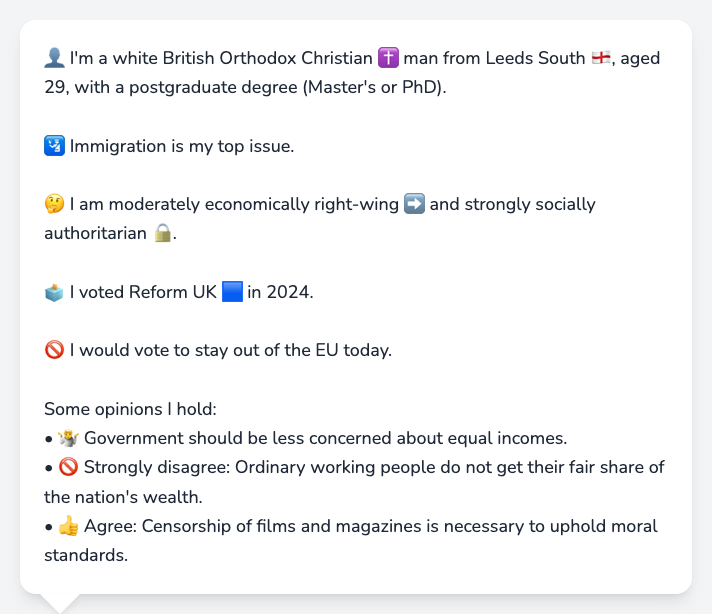 👤 I'm a white British Orthodox Christian ✝️ man from Leeds South 🏴󠁧󠁢󠁥󠁮󠁧󠁿, aged
29, with a postgraduate degree (Master's or PhD).
🛂 Immigration is my top issue.
🤔 I am moderately economically right-wing ➡️ and strongly socially
authoritarian 🔒.
🗳️ I voted Reform UK 🟦 in 2024.
🚫 I would vote to stay out of the EU today.
Some opinions I hold:
• 🤷 Government should be less concerned about equal incomes.
• 🚫 Strongly disagree: Ordinary working people do not get their fair share of
the nation's wealth.
• 👍 Agree: Censorship of films and magazines is necessary to uphold moral
standards.